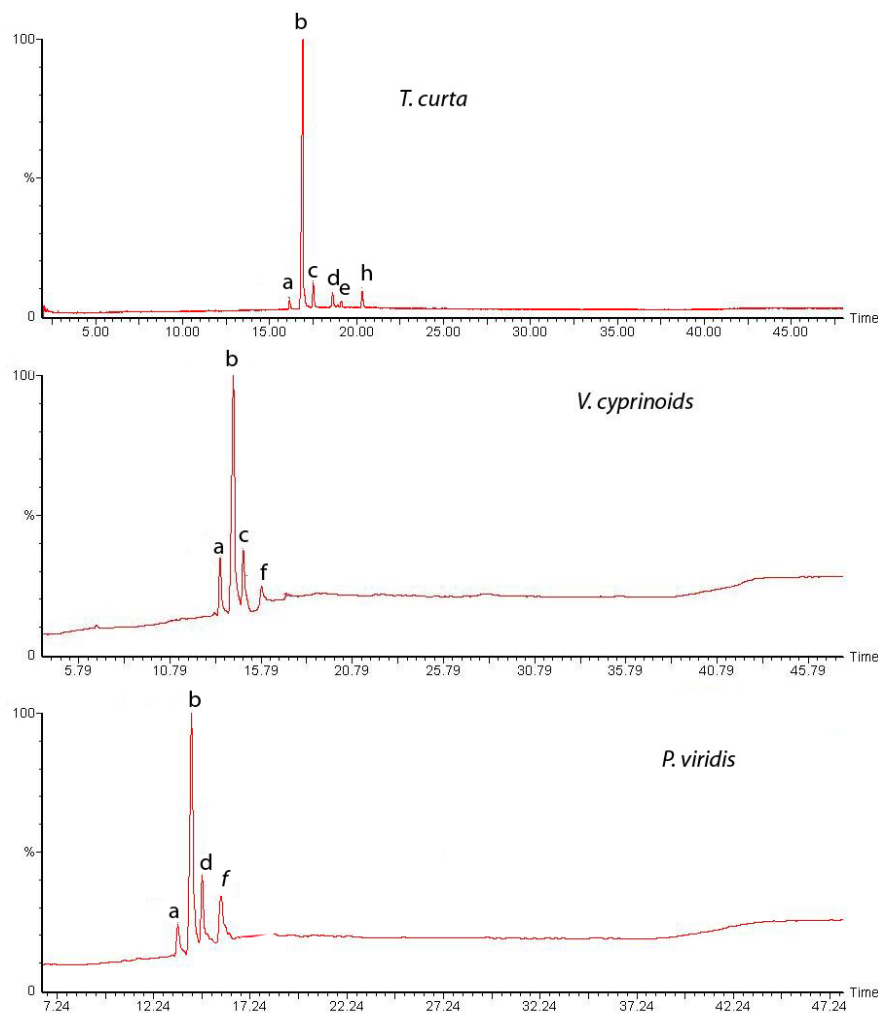 b
100
T. curta
%
a
c
d
e
h
0
5.00 10.00 15.00 20.00 25.00 30.00 35.00 40.00 45.00 Time
b
100
V. cyprinoids
%
a
c
f
0
5.79 10.79 15.79 20.79 25.79 30.79 35.79 40.79 45.79 Time
b
100
P. viridis
%
a
d
f
0
7.24 12.24 17.24 22.24 27.24 32.24 37.24 42.24 47.24 Time